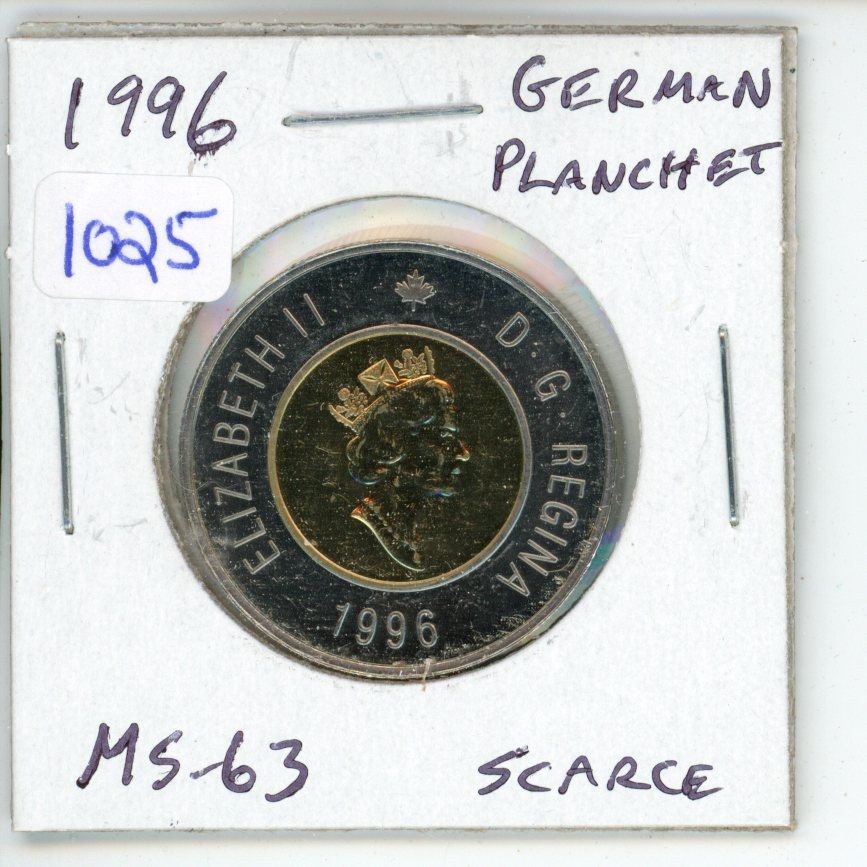 1996
GERMAN
PLANCHET
1025
ELIZABETH II
D·G·REGINA
1996
MS-63
SCARCE